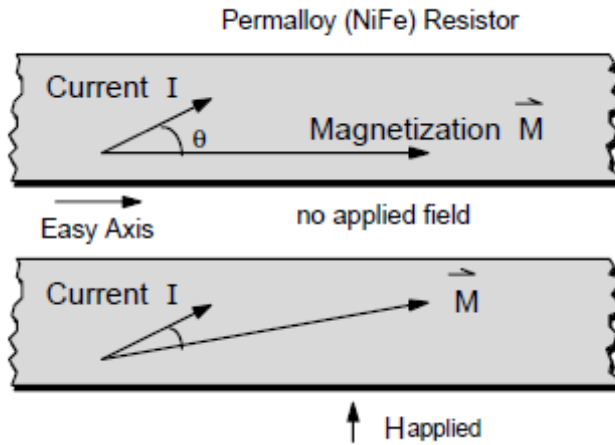 Permalloy (NiFe) Resistor
Current I
θ
Magnetization M
Easy Axis
no applied field
Current I
M
Happlied